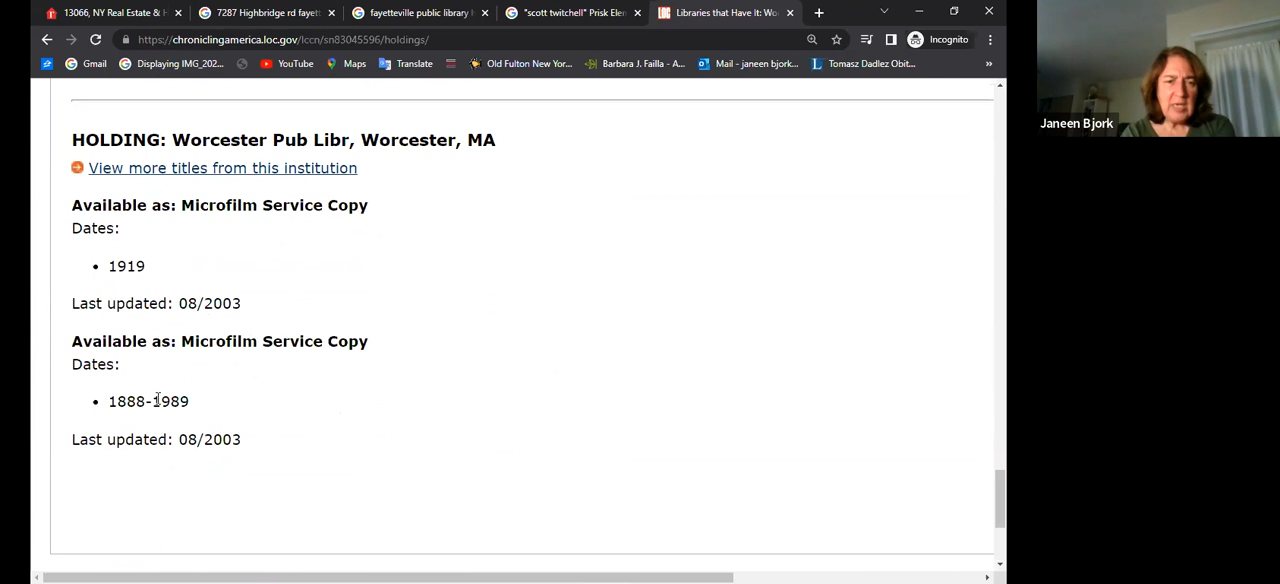 13066, NY Real Estate & H
7287 Highbridge rd fayett
fayetteville public library
"scott twitchell" Prisk Elem
Libraries that Have It: Wo
https://chroniclingamerica.loc.gov/lccn/sn83045596/holdings/
Incognito
Gmail
Displaying IMG_202...
YouTube
Maps
Translate
Old Fulton New Yor...
Barbara J. Failla - A...
Mail - janeen bjork...
Tomasz Dadlez Obit...
»
HOLDING: Worcester Pub Libr, Worcester, MA
View more titles from this institution
Available as: Microfilm Service Copy
Dates:
• 1919
Last updated: 08/2003
Available as: Microfilm Service Copy
Dates:
• 1888-1989
Last updated: 08/2003
Janeen Bjork